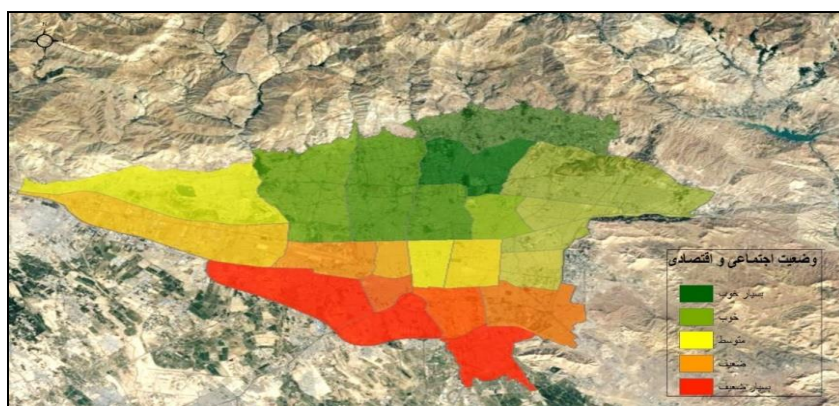 وضعیت اجتماعی و اقتصادی
بسیار خوب
خوب
متوسط
ضعیف
بسیار ضعیف